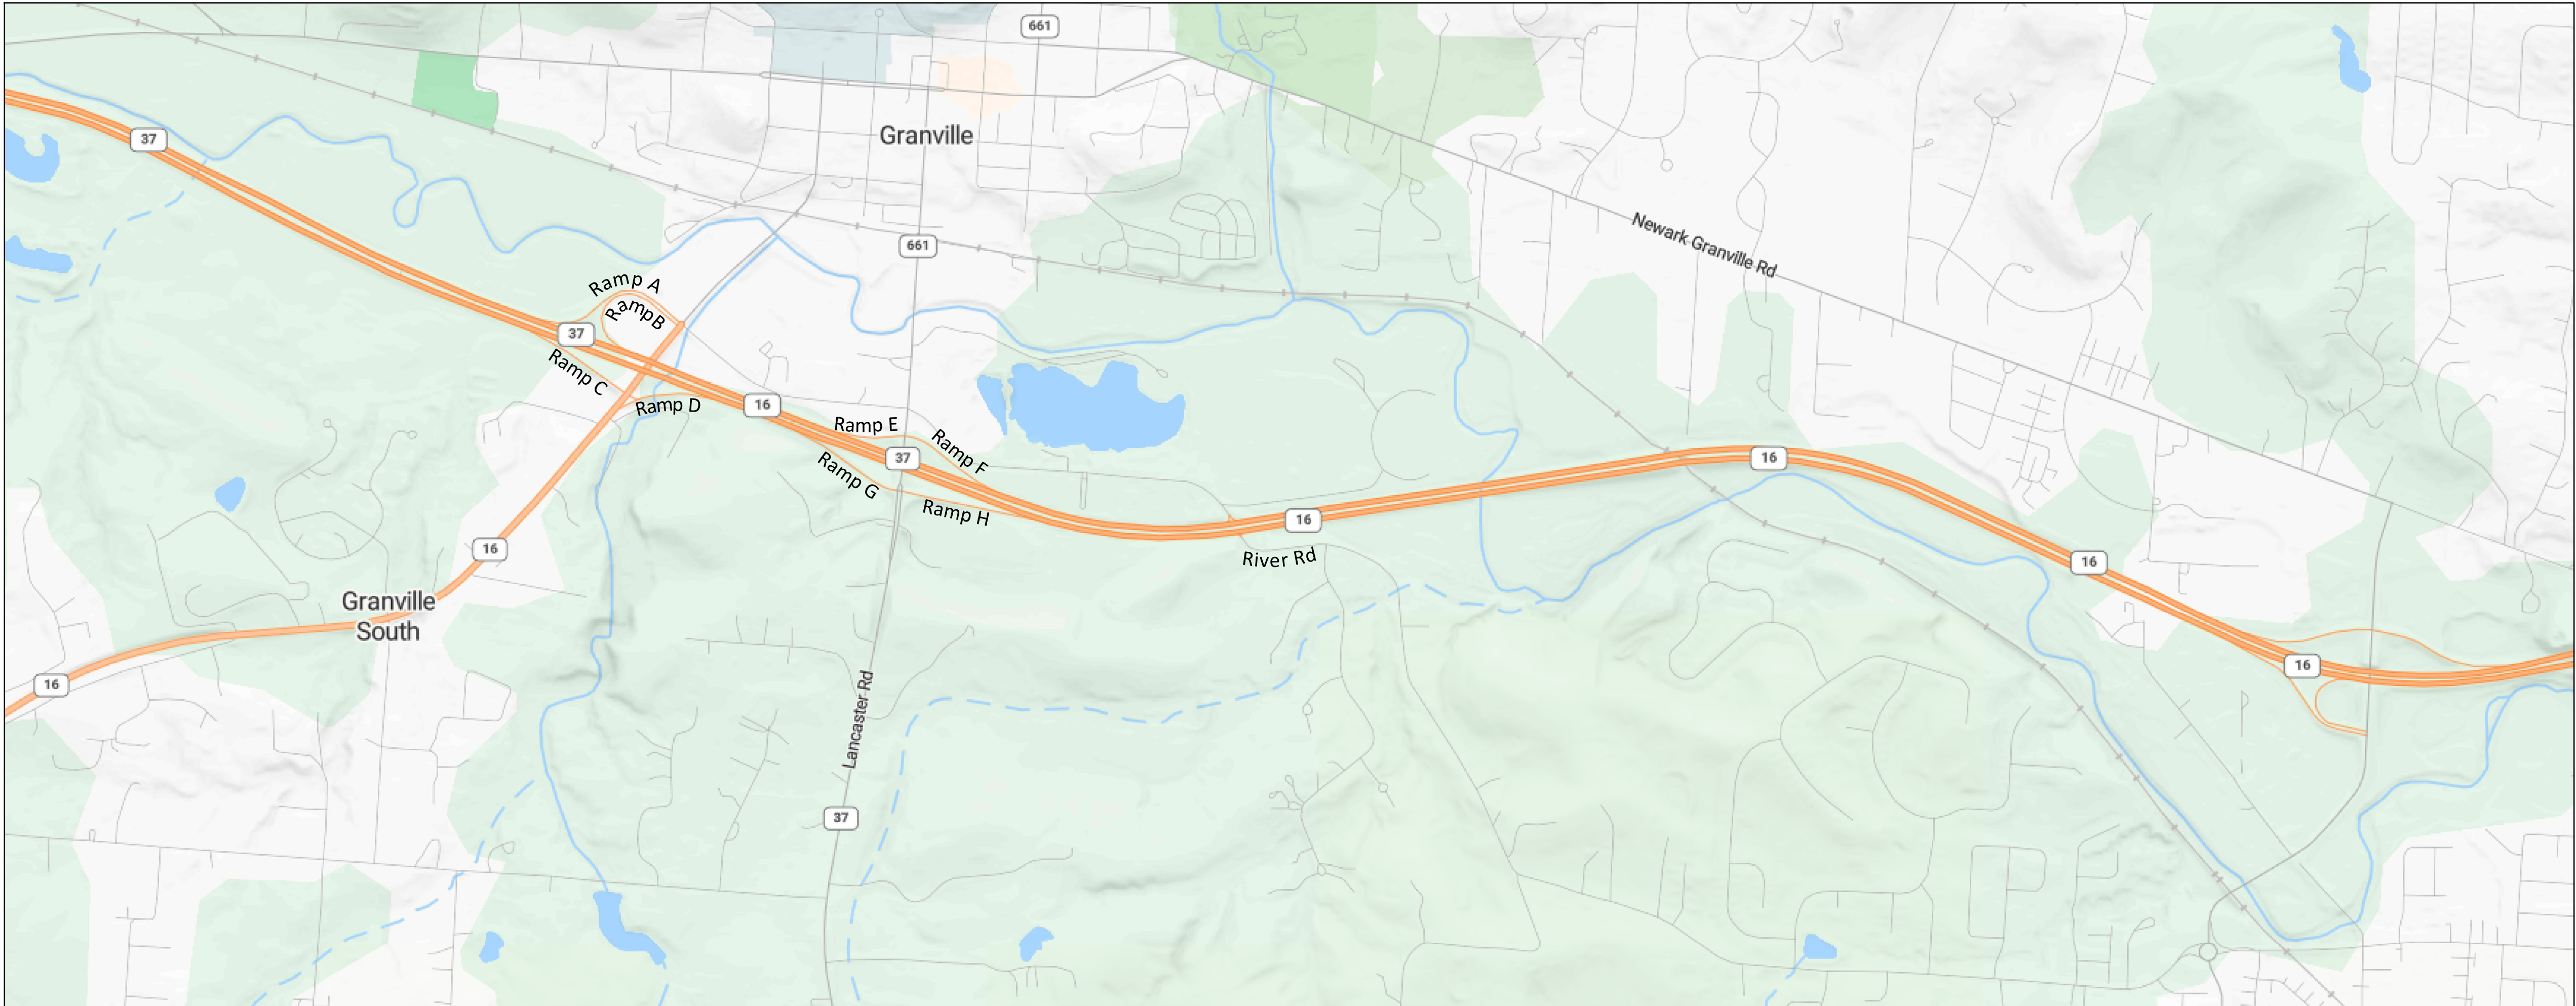 661
37
Granville
Newark Granville Rd
661
Ramp A
RampB
37
Ramp C
Ramp D
16
Ramp E
Ramp F
37
Ramp G
Ramp H
16
16
River Rd
16
16
Granville
South
16
16
Lancaster Rd
37